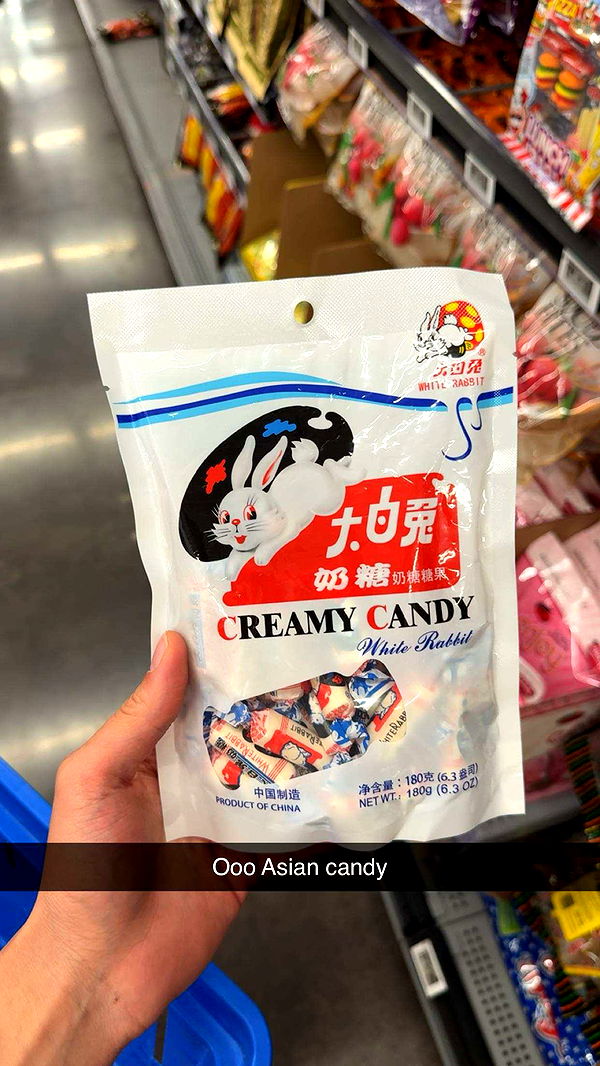 大白兔
WHITE RABBIT
大白兔
奶糖 奶糖糖果
CREAMY CANDY
White Rabbit
WHITE RABBIT
中国制造
PRODUCT OF CHINA
净含量：180克 (6.3 盎司)
NET WT.: 180g (6.3 OZ)
Ooo Asian candy